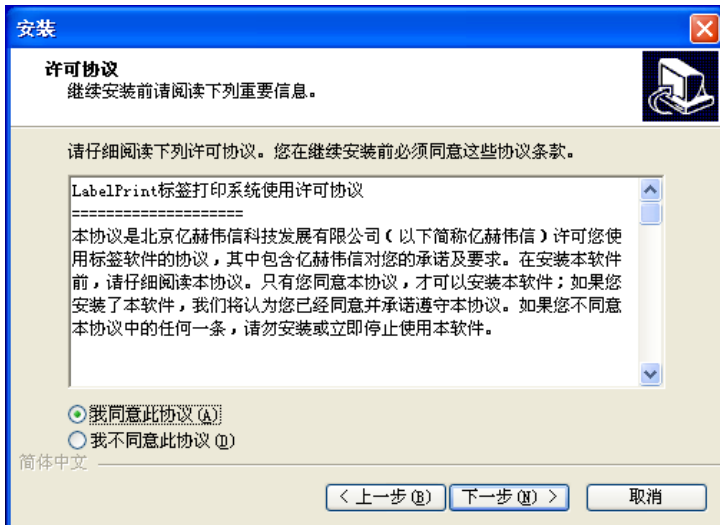 安装
许可协议
继续安装前请阅读下列重要信息。
请仔细阅读下列许可协议。您在继续安装前必须同意这些协议条款。
LabelPrint标签打印系统使用许可协议
====================
本协议是北京亿赫伟信科技发展有限公司（以下简称亿赫伟信）许可您使
用标签软件的协议，其中包含亿赫伟信对您的承诺及要求。在安装本软件
前，请仔细阅读本协议。只有您同意本协议，才可以安装本软件；如果您
安装了本软件，我们将认为您已经同意并承诺遵守本协议。如果您不同意
本协议中的任何一条，请勿安装或立即停止使用本软件。
我同意此协议(A)
我不同意此协议(D)
简体中文
< 上一步(B) 下一步(N) > 取消